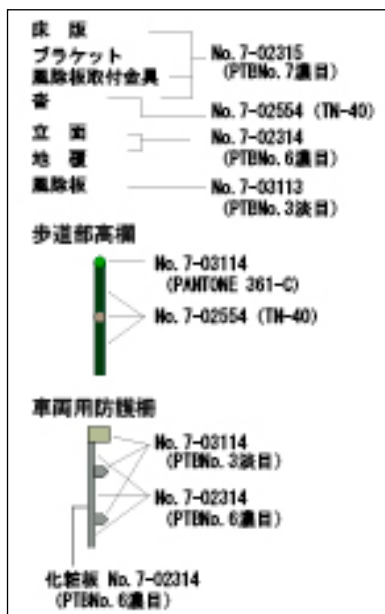 床 版
ブラケット
No. 7-02315
(PTBNo. 7濃目)
風除板取付金具
No. 7-02554 (TN-40)
立 面
No. 7-02314
地 覆
(PTBNo. 6濃目)
風除板
No. 7-03113
(PTBNo. 3淡目)
歩道部高欄
No. 7-03114
(PANTONE 361-C)
No. 7-02554 (TN-40)
車両用防護柵
No. 7-03114
(PTBNo. 3淡目)
No. 7-02314
(PTBNo. 6濃目)
化粧板 No. 7-02314
(PTBNo. 6濃目)